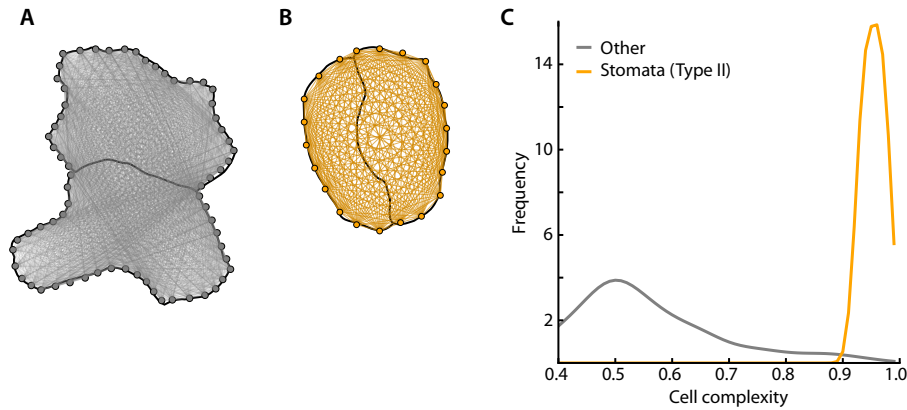 A
B
C
Other
Stomata (Type II)
14
10
6
2
Frequency
0.4 0.5 0.6 0.7 0.8 0.9 1.0
Cell complexity